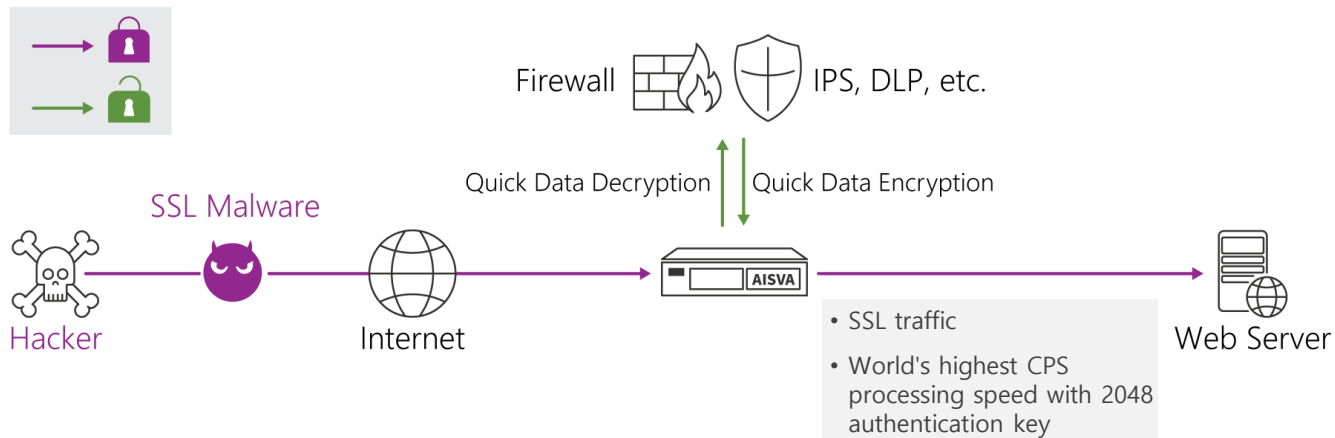 Firewall
IPS, DLP, etc.
Quick Data Decryption
Quick Data Encryption
SSL Malware
AISVA
Hacker
Internet
Web Server
• SSL traffic
• World's highest CPS
processing speed with 2048
authentication key